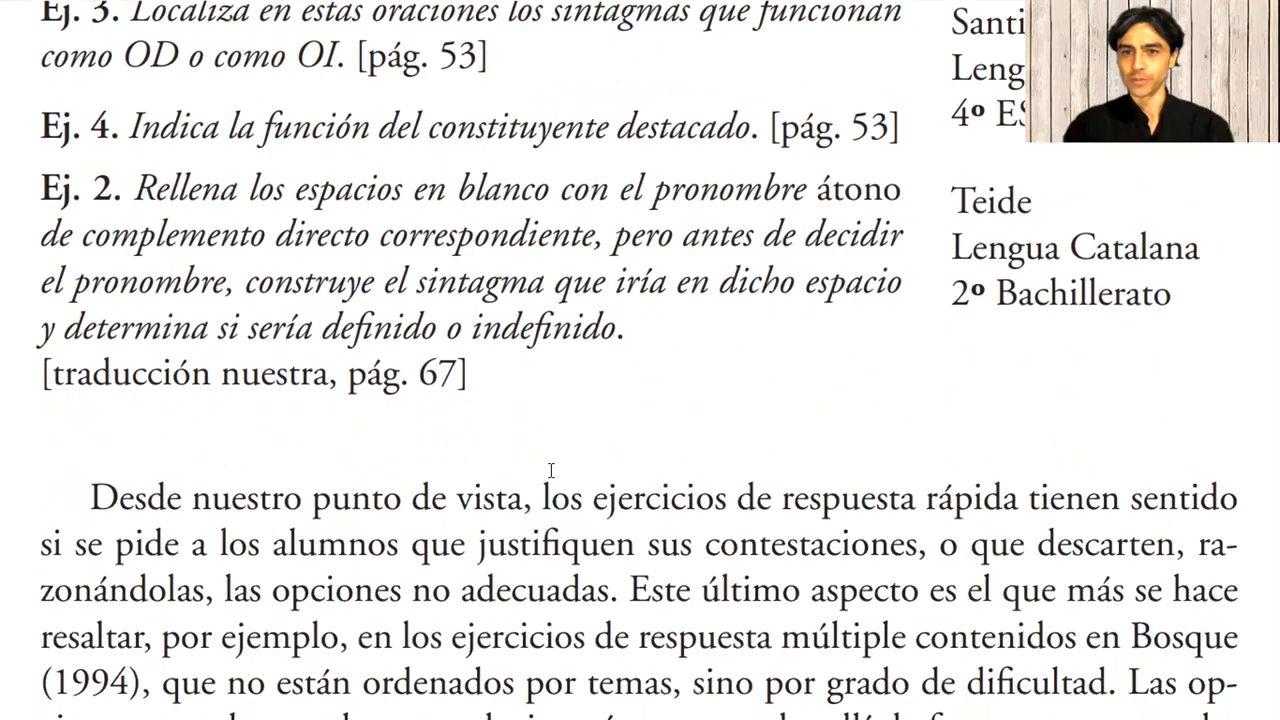 Ej. 3. Localiza en estas oraciones los sintagmas que funcionan
como OD o como OI. [pág. 53]
Ej. 4. Indica la función del constituyente destacado. [pág. 53]
Santi
Leng
4º ES
Ej. 2. Rellena los espacios en blanco con el pronombre átono
de complemento directo correspondiente, pero antes de decidir
el pronombre, construye el sintagma que iría en dicho espacio
y determina si sería definido o indefinido.
[traducción nuestra, pág. 67]
Teide
Lengua Catalana
2º Bachillerato
Desde nuestro punto de vista, los ejercicios de respuesta rápida tienen sentido
si se pide a los alumnos que justifiquen sus contestaciones, o que descarten, ra-
zonándolas, las opciones no adecuadas. Este último aspecto es el que más se hace
resaltar, por ejemplo, en los ejercicios de respuesta múltiple contenidos en Bosque
(1994), que no están ordenados por temas, sino por grado de dificultad. Las op-